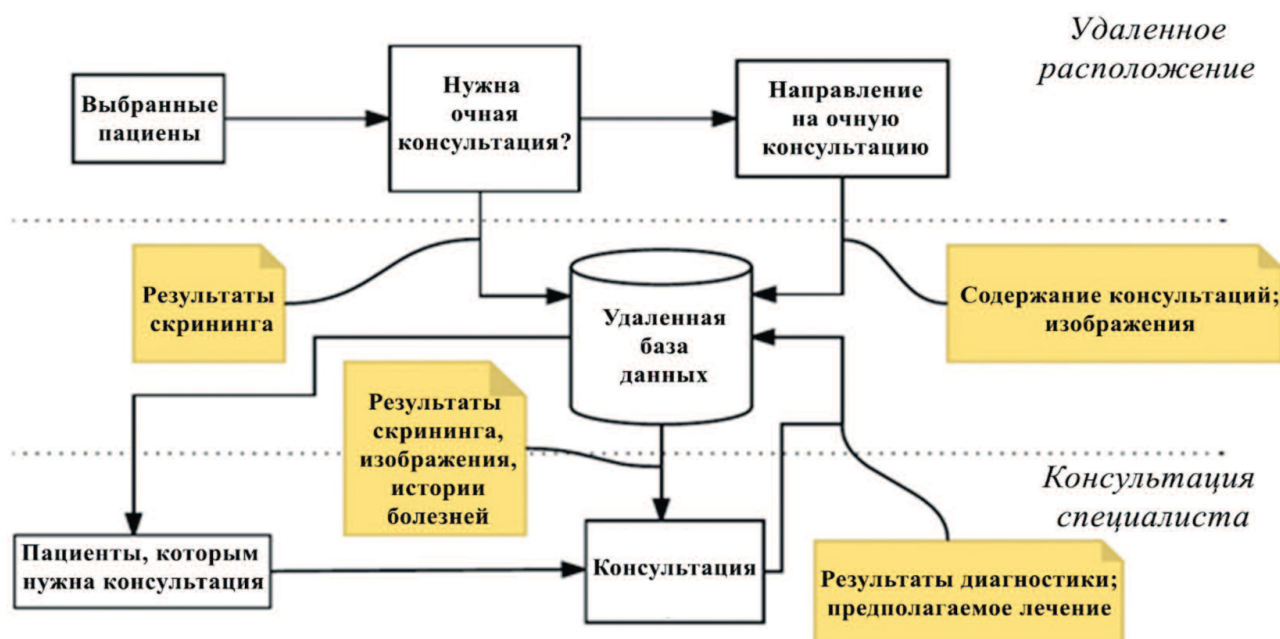 Удаленное
расположение
Выбранные
пациены
Нужна
очная
консультация?
Направление
на очную
консультацию
Результаты
скрининга
Удаленная
база
данных
Содержание консультаций;
изображения
Результаты
скрининга,
изображения,
истории
болезней
Консультация
специалиста
Пациенты, которым
нужна консультация
Консультация
Результаты диагностики;
предполагаемое лечение